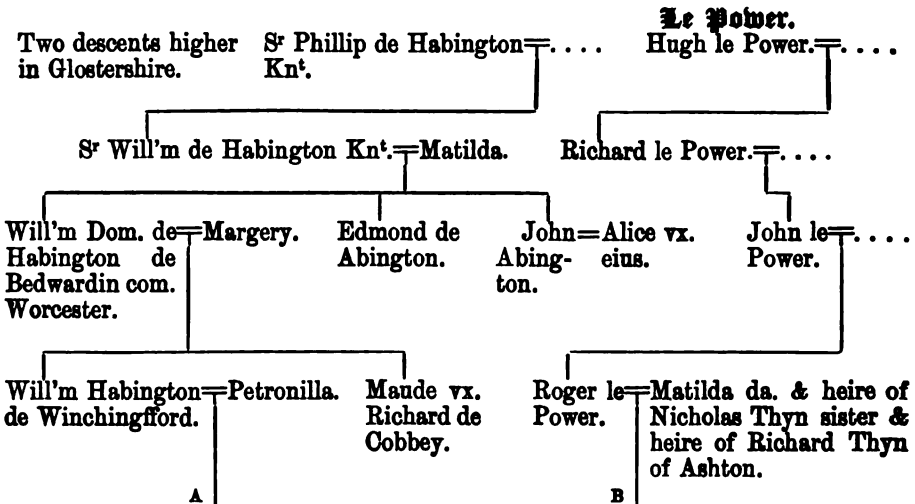 Le Power.
Two descents higher
in Glostershire.
Sʳ Phillip de Habington=. . . .
Knᵗ.
Hugh le Power.=. . . .
Sʳ Will'm de Habington Knᵗ.=Matilda.
Richard le Power.=. . . .
Will'm Dom. de=Margery.
Habington de
Bedwardin com.
Worcester.
Edmond de
Abington.
John=Alice vx.
Abing- eius.
ton.
John le=. . . .
Power.
Will'm Habington=Petronilla.
de Winchingfford.
Maude vx.
Richard de
Cobbey.
Roger le=Matilda da. & heire of
Power. Nicholas Thyn sister &
heire of Richard Thyn
of Ashton.
A
B